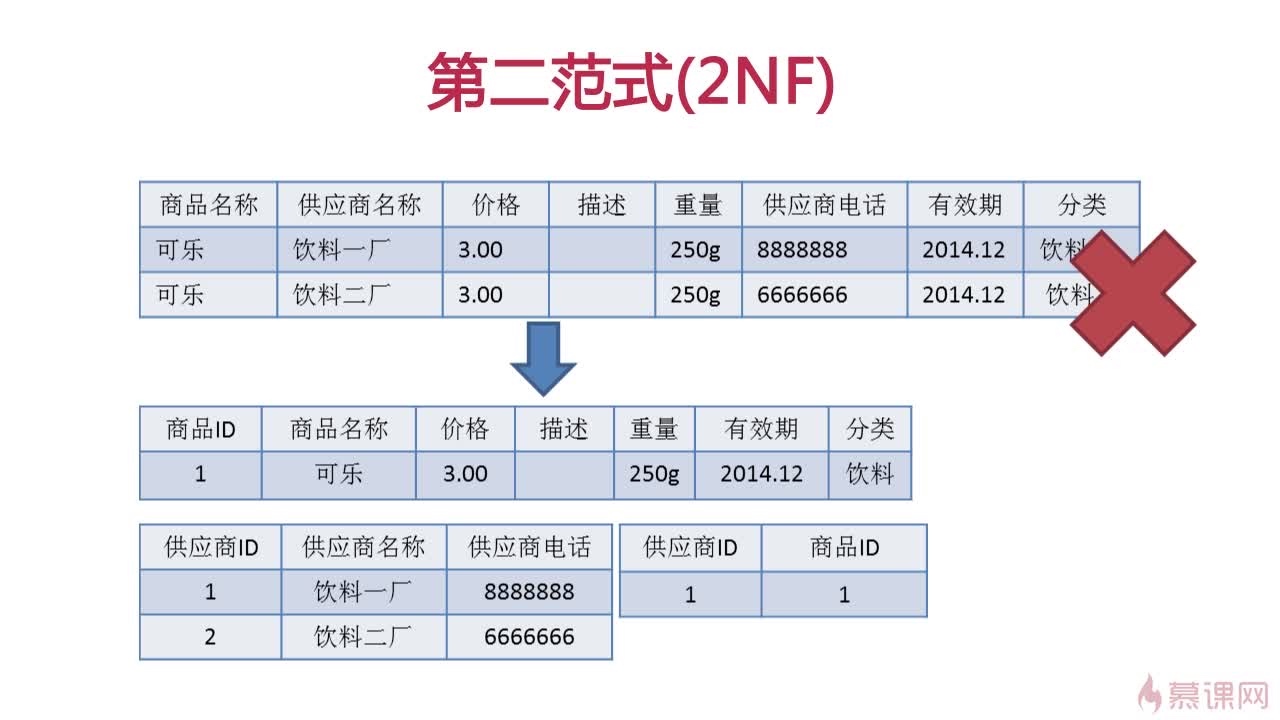 第二范式(2NF)
商品名称 供应商名称 价格 描述 重量 供应商电话 有效期 分类
可乐 饮料一厂 3.00 250g 8888888 2014.12 饮料
可乐 饮料二厂 3.00 250g 6666666 2014.12 饮料
商品ID 商品名称 价格 描述 重量 有效期 分类
1 可乐 3.00 250g 2014.12 饮料
供应商ID 供应商名称 供应商电话
1 饮料一厂 8888888
2 饮料二厂 6666666
供应商ID 商品ID
1 1
慕课网